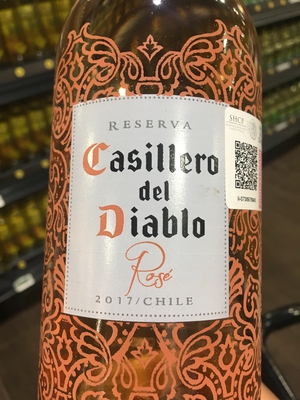 RESERVA
SHCP
Casillero
del
Diablo
Rosé
2017/CHILE